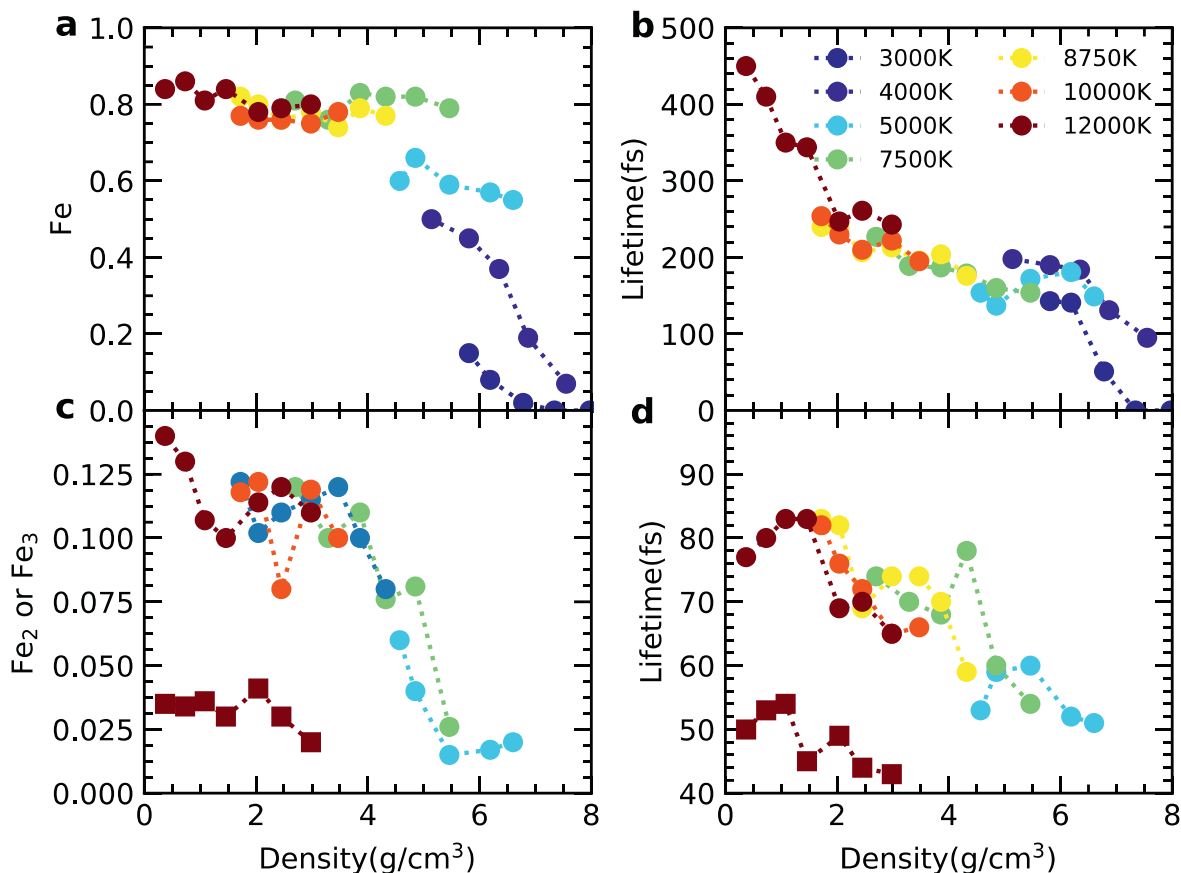 a
1.0
0.8
0.6
0.4
0.2
0.0
Fe
b
500
400
300
200
100
0
Lifetime(fs)
3000K
4000K
5000K
7500K
8750K
10000K
12000K
c
0.125
0.100
0.075
0.050
0.025
0.000
Fe₂ or Fe₃
0 2 4 6 8
Density(g/cm³)
d
90
80
70
60
50
40
Lifetime(fs)
0 2 4 6 8
Density(g/cm³)